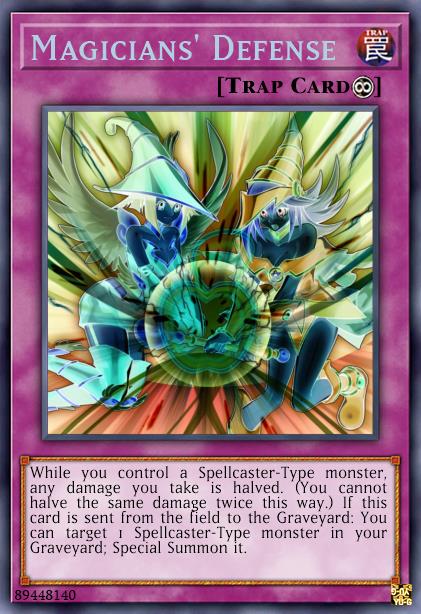 Magicians' Defense
TRAP
罠
[Trap Card]
While you control a Spellcaster-Type monster,
any damage you take is halved. (You cannot
halve the same damage twice this way.) If this
card is sent from the field to the Graveyard: You
can target 1 Spellcaster-Type monster in your
Graveyard; Special Summon it.
89448140